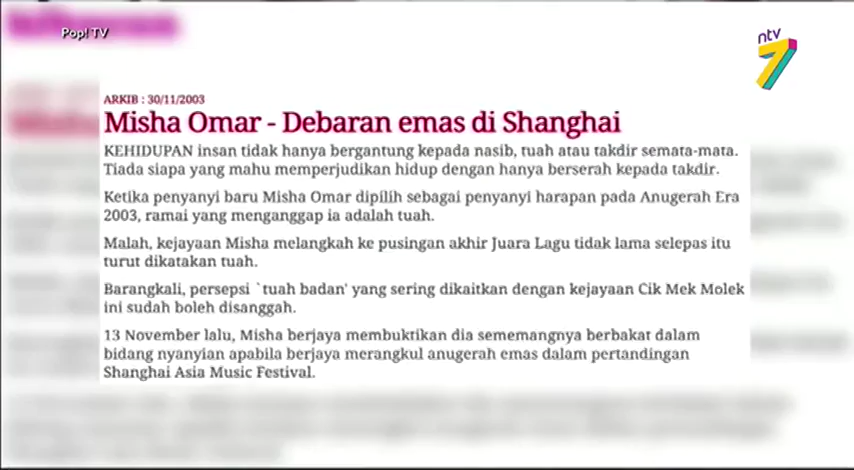 Pop! TV
ntv
7
ARKIB : 30/11/2003
Misha Omar - Debaran emas di Shanghai
KEHIDUPAN insan tidak hanya bergantung kepada nasib, tuah atau takdir semata-mata.
Tiada siapa yang mahu memperjudikan hidup dengan hanya berserah kepada takdir.
Ketika penyanyi baru Misha Omar dipilih sebagai penyanyi harapan pada Anugerah Era
2003, ramai yang menganggap ia adalah tuah.
Malah, kejayaan Misha melangkah ke pusingan akhir Juara Lagu tidak lama selepas itu
turut dikatakan tuah.
Barangkali, persepsi `tuah badan' yang sering dikaitkan dengan kejayaan Cik Mek Molek
ini sudah boleh disanggah.
13 November lalu, Misha berjaya membuktikan dia sememangnya berbakat dalam
bidang nyanyian apabila berjaya merangkul anugerah emas dalam pertandingan
Shanghai Asia Music Festival.